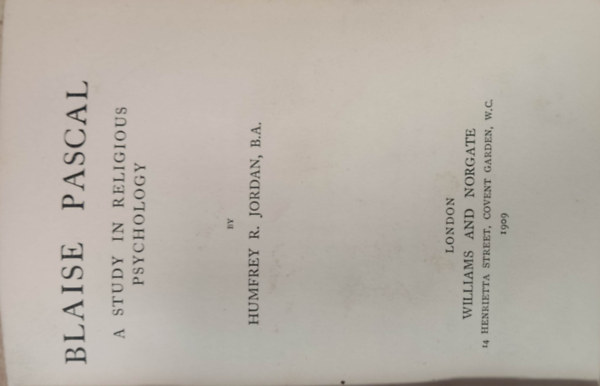 BLAISE PASCAL
A STUDY IN RELIGIOUS
PSYCHOLOGY
BY
HUMFREY R. JORDAN, B.A.
LONDON
WILLIAMS AND NORGATE
14 HENRIETTA STREET, COVENT GARDEN, W.C.
1909